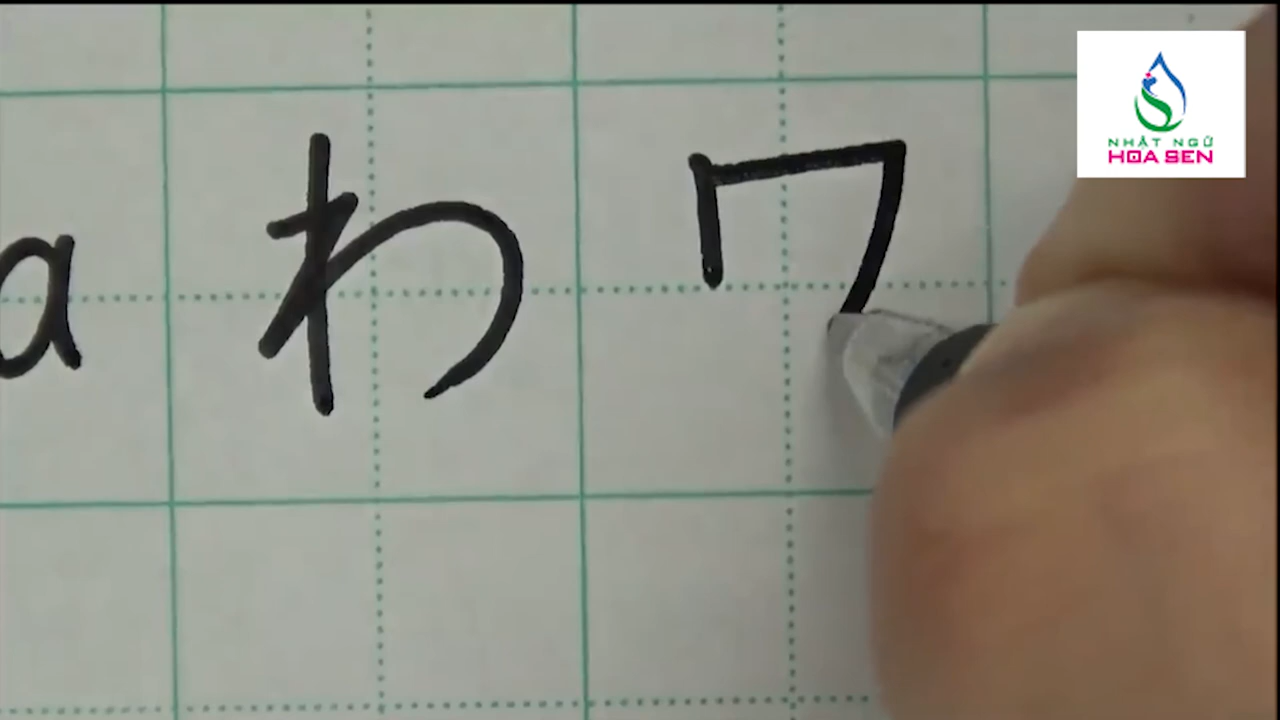 a わ ワ
NHẬT NGỮ
HOA SEN